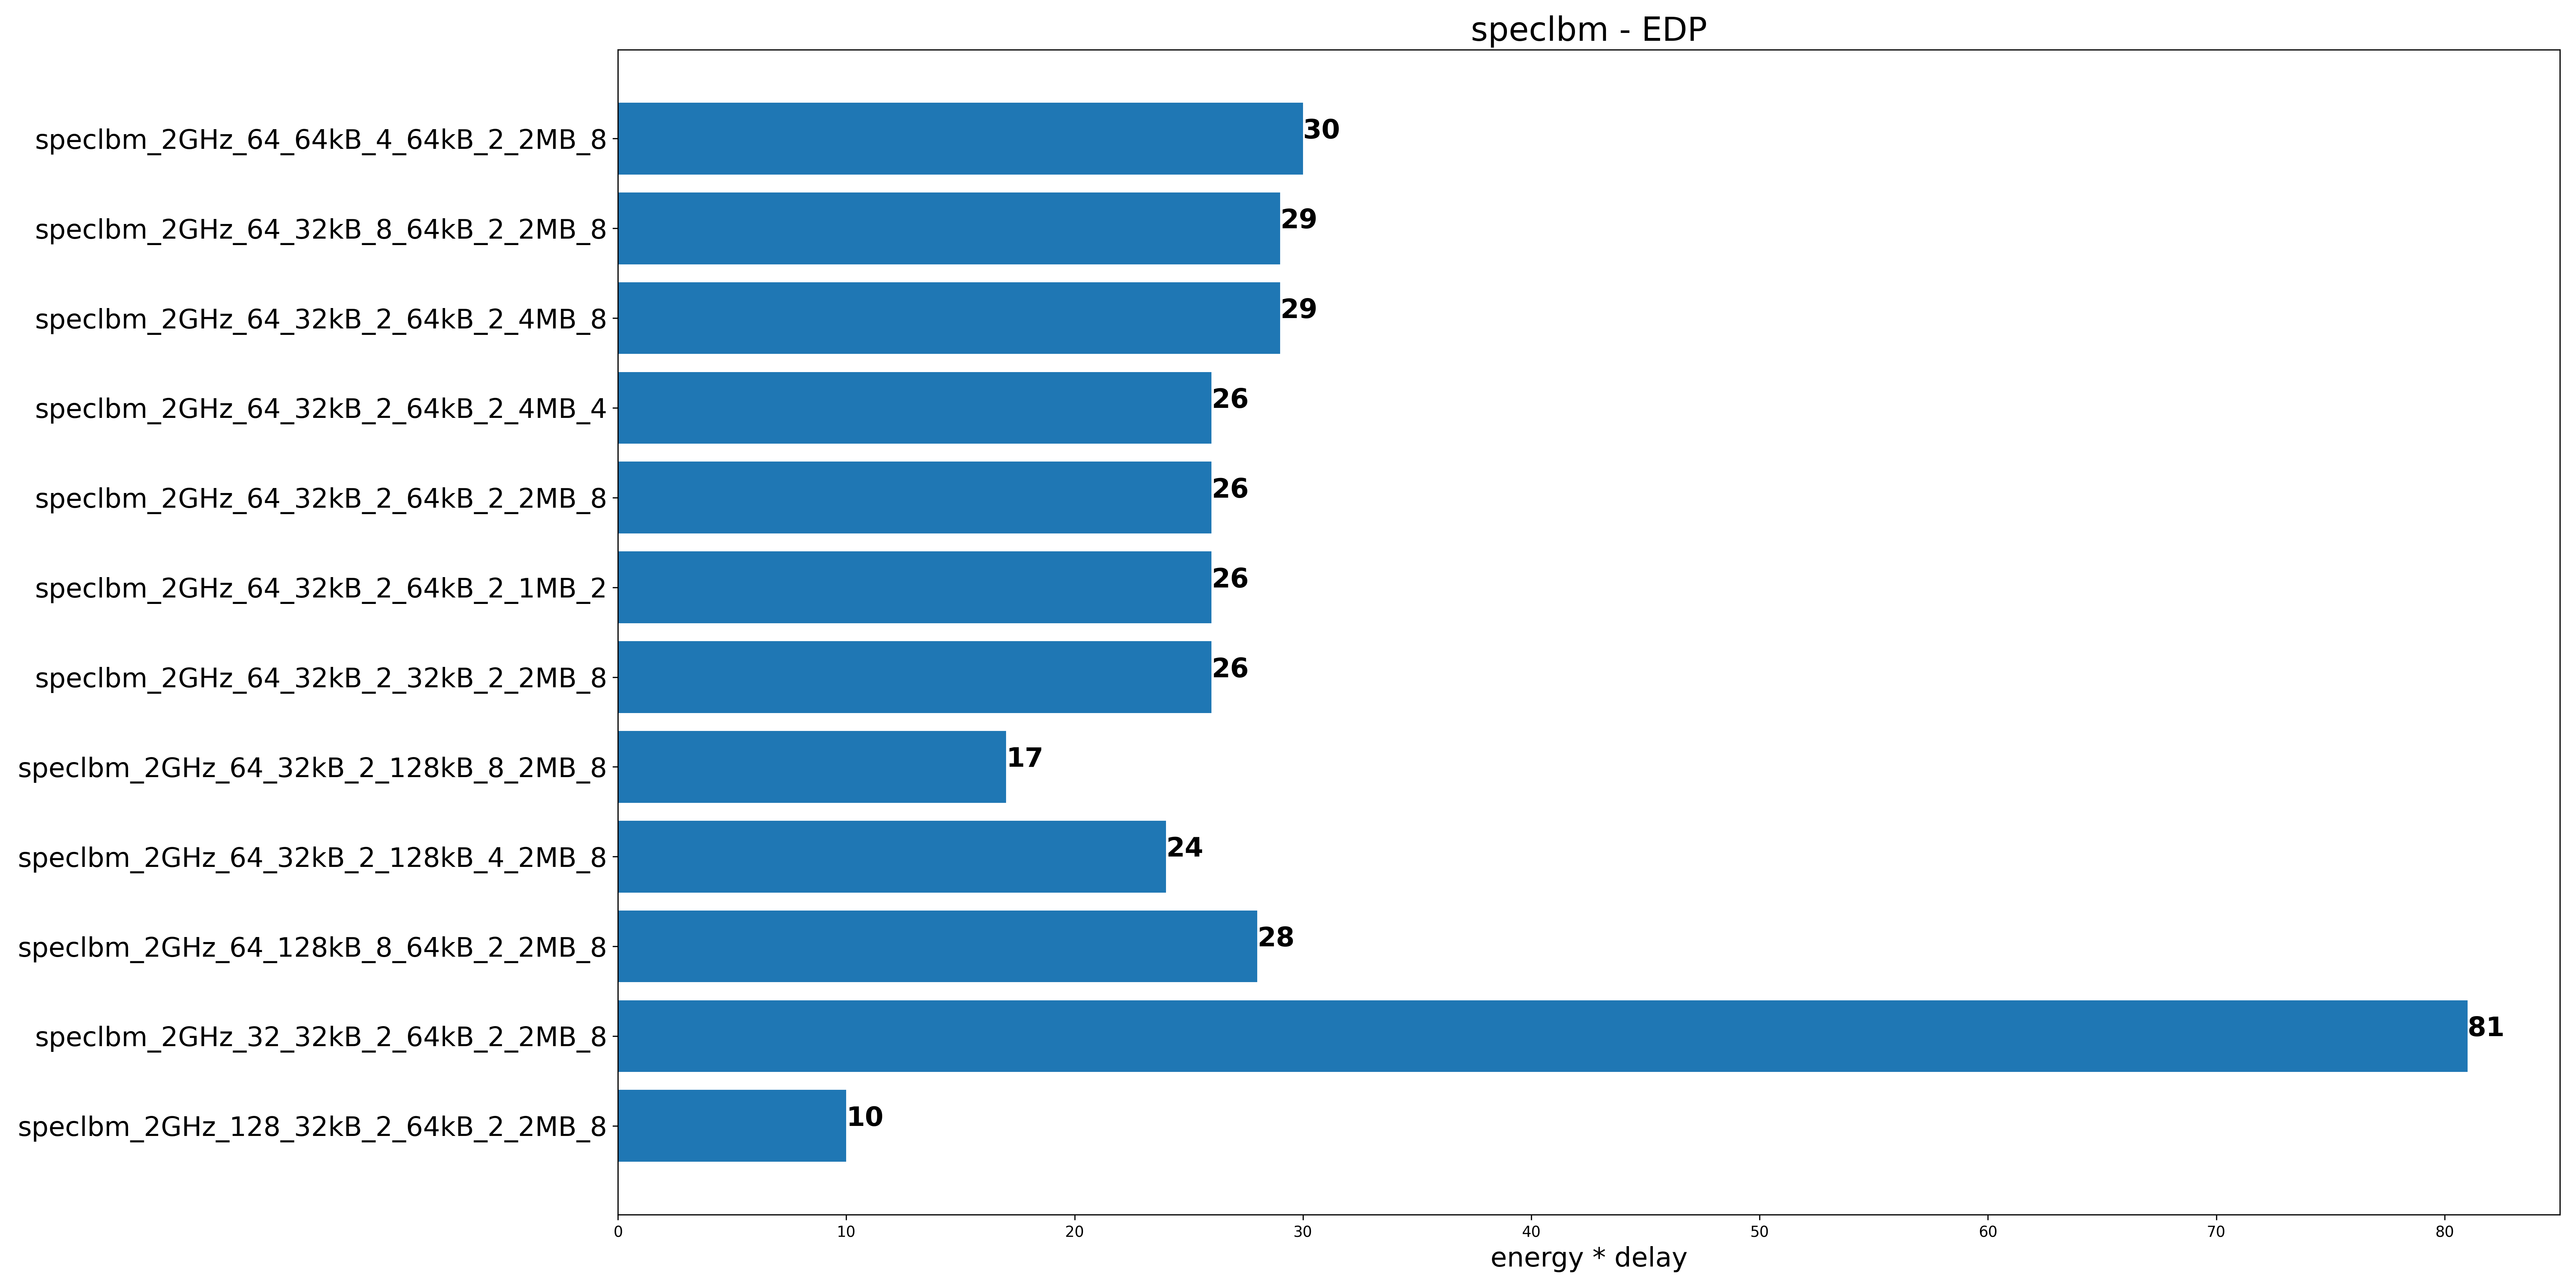 speclbm - EDP
speclbm_2GHz_64_64kB_4_64kB_2_2MB_8
30
speclbm_2GHz_64_32kB_8_64kB_2_2MB_8
29
speclbm_2GHz_64_32kB_2_64kB_2_4MB_8
29
speclbm_2GHz_64_32kB_2_64kB_2_4MB_4
26
speclbm_2GHz_64_32kB_2_64kB_2_2MB_8
26
speclbm_2GHz_64_32kB_2_64kB_2_1MB_2
26
speclbm_2GHz_64_32kB_2_32kB_2_2MB_8
26
speclbm_2GHz_64_32kB_2_128kB_8_2MB_8
17
speclbm_2GHz_64_32kB_2_128kB_4_2MB_8
24
speclbm_2GHz_64_128kB_8_64kB_2_2MB_8
28
speclbm_2GHz_32_32kB_2_64kB_2_2MB_8
81
speclbm_2GHz_128_32kB_2_64kB_2_2MB_8
10
0 10 20 30 40 50 60 70 80
energy * delay